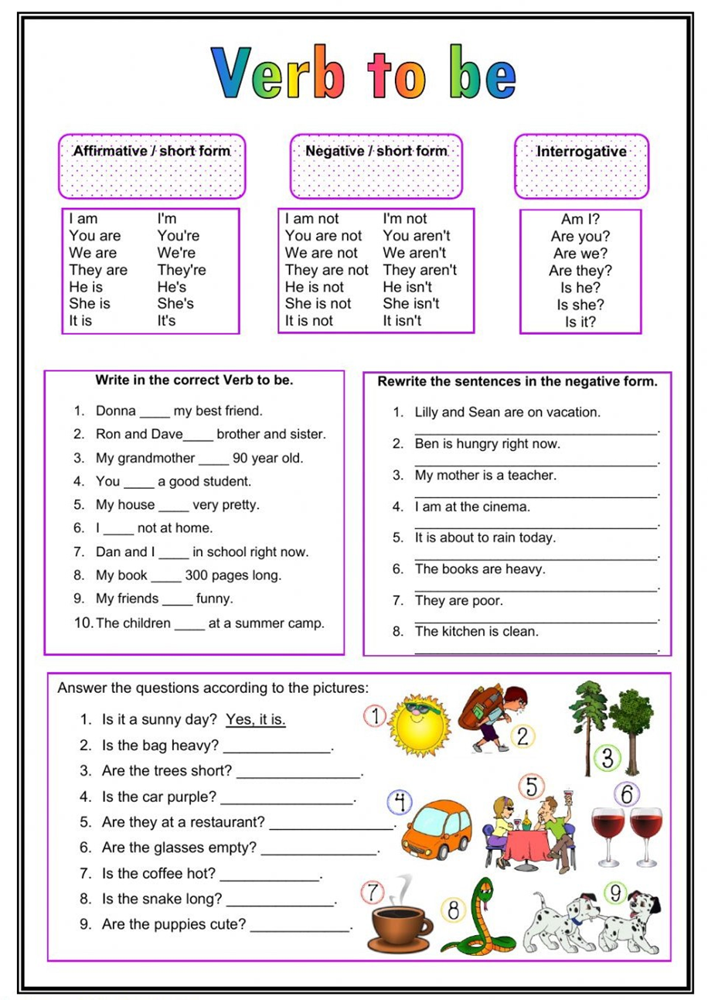 Verb to be
Affirmative / short form
Negative / short form
Interrogative
I am I'm
You are You're
We are We're
They are They're
He is He's
She is She's
It is It's
I am not I'm not
You are not You aren't
We are not We aren't
They are not They aren't
He is not He isn't
She is not She isn't
It is not It isn't
Am I?
Are you?
Are we?
Are they?
Is he?
Is she?
Is it?
Write in the correct Verb to be.
1. Donna ____ my best friend.
2. Ron and Dave____ brother and sister.
3. My grandmother ____ 90 year old.
4. You ____ a good student.
5. My house ____ very pretty.
6. I ____ not at home.
7. Dan and I ____ in school right now.
8. My book ____ 300 pages long.
9. My friends ____ funny.
10. The children ____ at a summer camp.
Rewrite the sentences in the negative form.
1. Lilly and Sean are on vacation.
________________________________.
2. Ben is hungry right now.
________________________________.
3. My mother is a teacher.
________________________________.
4. I am at the cinema.
________________________________.
5. It is about to rain today.
________________________________.
6. The books are heavy.
________________________________.
7. They are poor.
________________________________.
8. The kitchen is clean.
________________________________.
Answer the questions according to the pictures:
1. Is it a sunny day? Yes, it is.
2. Is the bag heavy? _____________.
3. Are the trees short? _______________.
4. Is the car purple? ________________.
5. Are they at a restaurant? _______________.
6. Are the glasses empty? ______________.
7. Is the coffee hot? ____________.
8. Is the snake long? _____________.
9. Are the puppies cute? ____________.
1
2
3
4
5
6
7
8
9